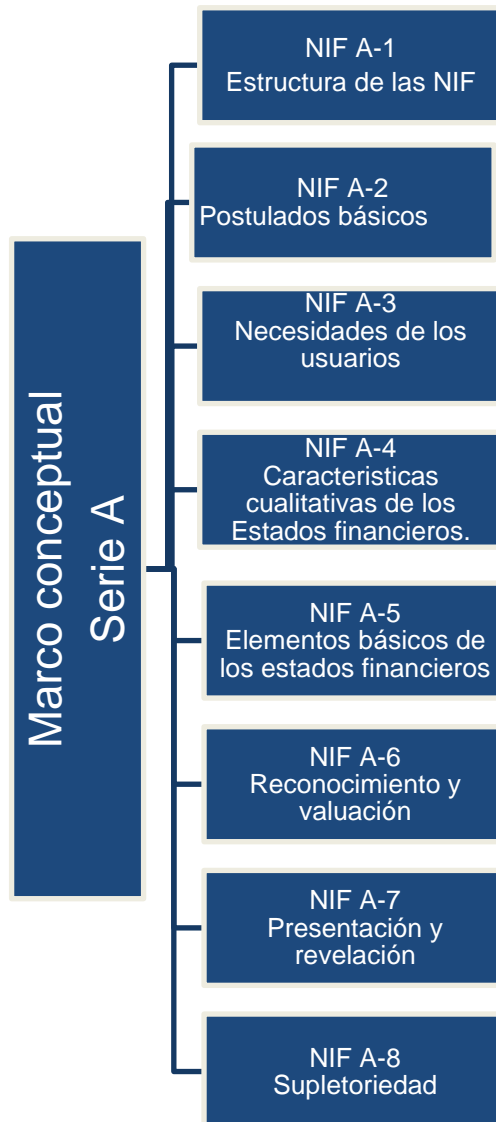 Marco conceptual
Serie A
NIF A-1
Estructura de las NIF
NIF A-2
Postulados básicos
NIF A-3
Necesidades de los
usuarios
NIF A-4
Caracteristicas
cualitativas de los
Estados financieros.
NIF A-5
Elementos básicos de
los estados financieros
NIF A-6
Reconocimiento y
valuación
NIF A-7
Presentación y
revelación
NIF A-8
Supletoriedad